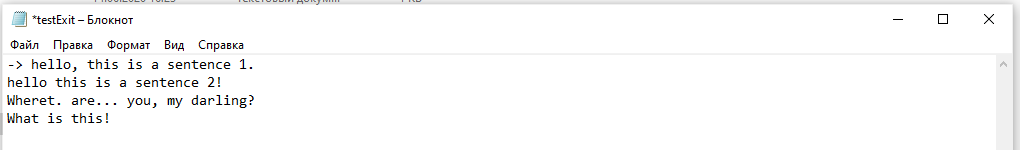 *testExit – Блокнот
Файл Правка Формат Вид Справка
-> hello, this is a sentence 1.
hello this is a sentence 2!
Wheret. are... you, my darling?
What is this!